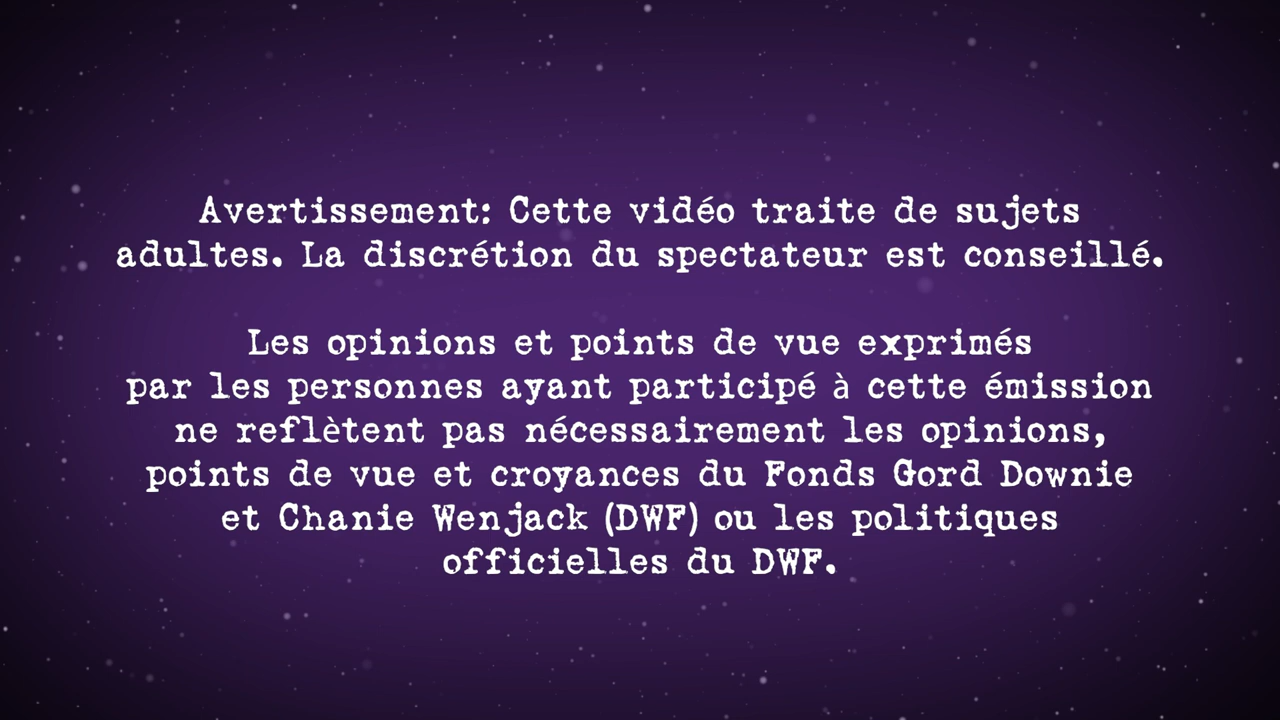 Avertissement: Cette vidéo traite de sujets
adultes. La discrétion du spectateur est conseillé.
Les opinions et points de vue exprimés
par les personnes ayant participé à cette émission
ne reflètent pas nécessairement les opinions,
points de vue et croyances du Fonds Gord Downie
et Chanie Wenjack (DWF) ou les politiques
officielles du DWF.